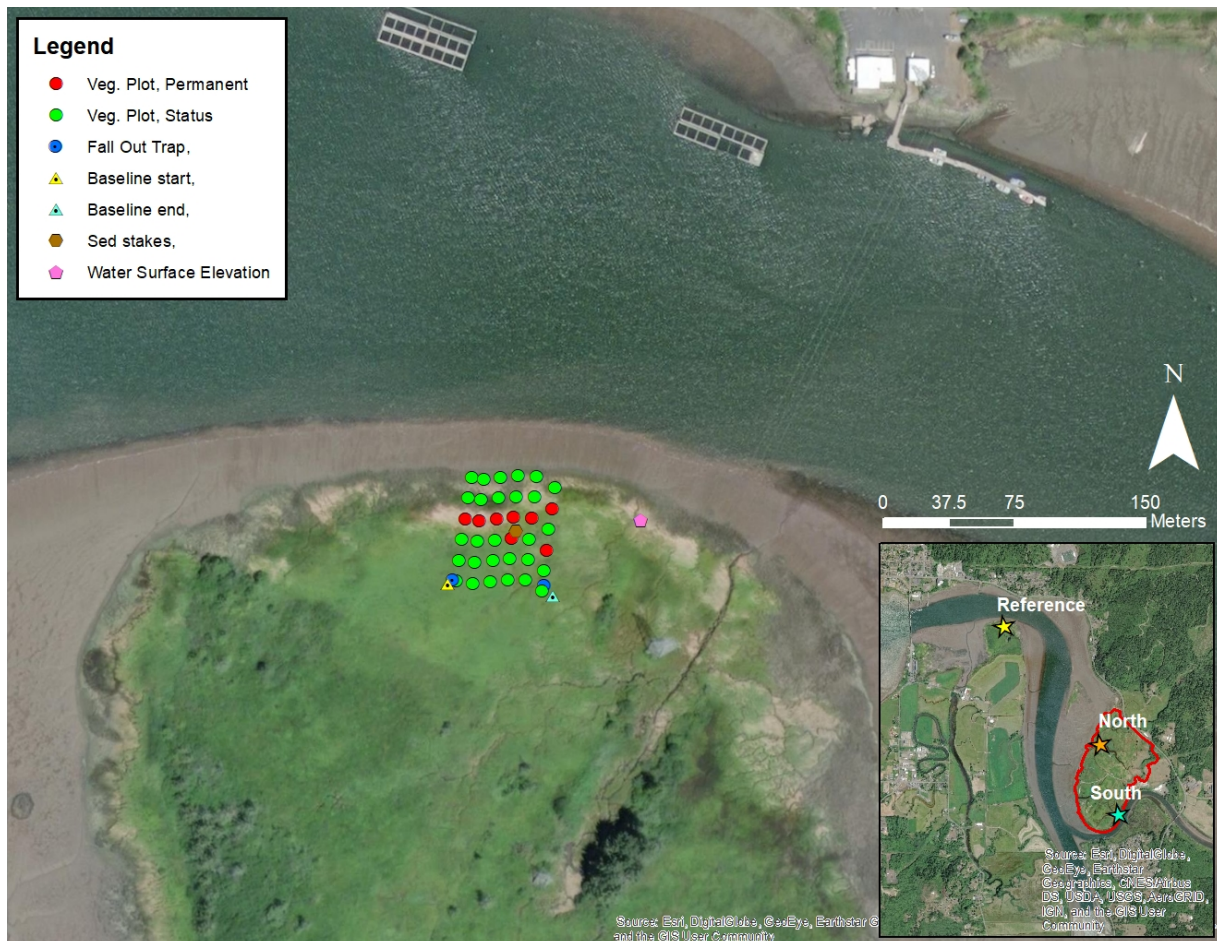 Legend
Veg. Plot, Permanent
Veg. Plot, Status
Fall Out Trap,
Baseline start,
Baseline end,
Sed stakes,
Water Surface Elevation
N
0 37.5 75 150
Meters
Reference
North
South
Source: Esri, DigitalGlobe,
GeoEye, Earthstar
Geographics, CNES/Airbus
DS, USDA, USGS, AeroGRID,
IGN, and the GIS User
Community
Source: Esri, DigitalGlobe, GeoEye, Earthstar G
and the GIS User Community